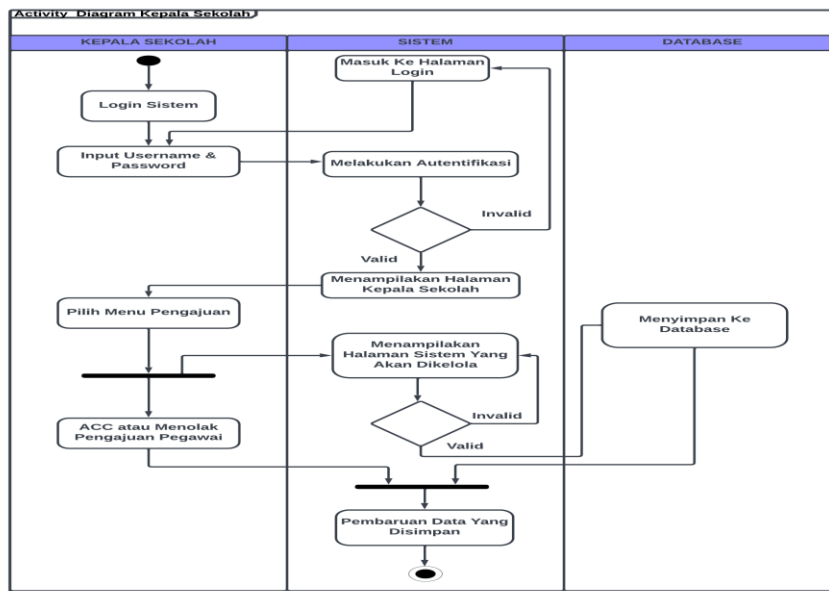 Activity Diagram Kepala Sekolah
KEPALA SEKOLAH
SISTEM
DATABASE
Masuk Ke Halaman
Login
Login Sistem
Input Username &
Password
Melakukan Autentifikasi
Invalid
Valid
Menampilakan Halaman
Kepala Sekolah
Pilih Menu Pengajuan
Menyimpan Ke
Database
Menampilakan
Halaman Sistem Yang
Akan Dikelola
ACC atau Menolak
Pengajuan Pegawai
Invalid
Valid
Pembaruan Data Yang
Disimpan